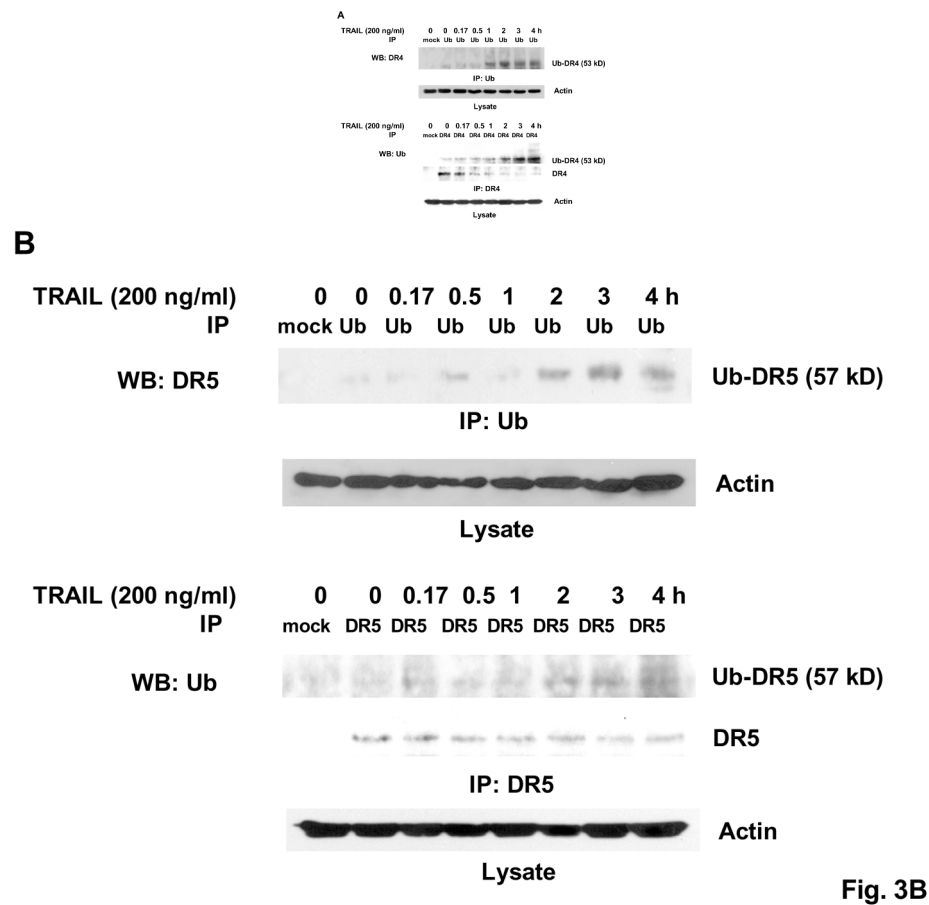 A
TRAIL (200 ng/ml) 0 0 0.17 0.5 1 2 3 4 h
IP mock Ub Ub Ub Ub Ub Ub Ub
WB: DR4
Ub-DR4 (53 kD)
IP: Ub
Actin
Lysate
TRAIL (200 ng/ml) 0 0 0.17 0.5 1 2 3 4 h
IP mock DR4 DR4 DR4 DR4 DR4 DR4 DR4
WB: Ub
Ub-DR4 (53 kD)
DR4
IP: DR4
Actin
Lysate
B
TRAIL (200 ng/ml) 0 0 0.17 0.5 1 2 3 4 h
IP mock Ub Ub Ub Ub Ub Ub Ub
WB: DR5 Ub-DR5 (57 kD)
IP: Ub
Actin
Lysate
TRAIL (200 ng/ml) 0 0 0.17 0.5 1 2 3 4 h
IP mock DR5 DR5 DR5 DR5 DR5 DR5 DR5
WB: Ub Ub-DR5 (57 kD)
DR5
IP: DR5
Actin
Lysate
Fig. 3B